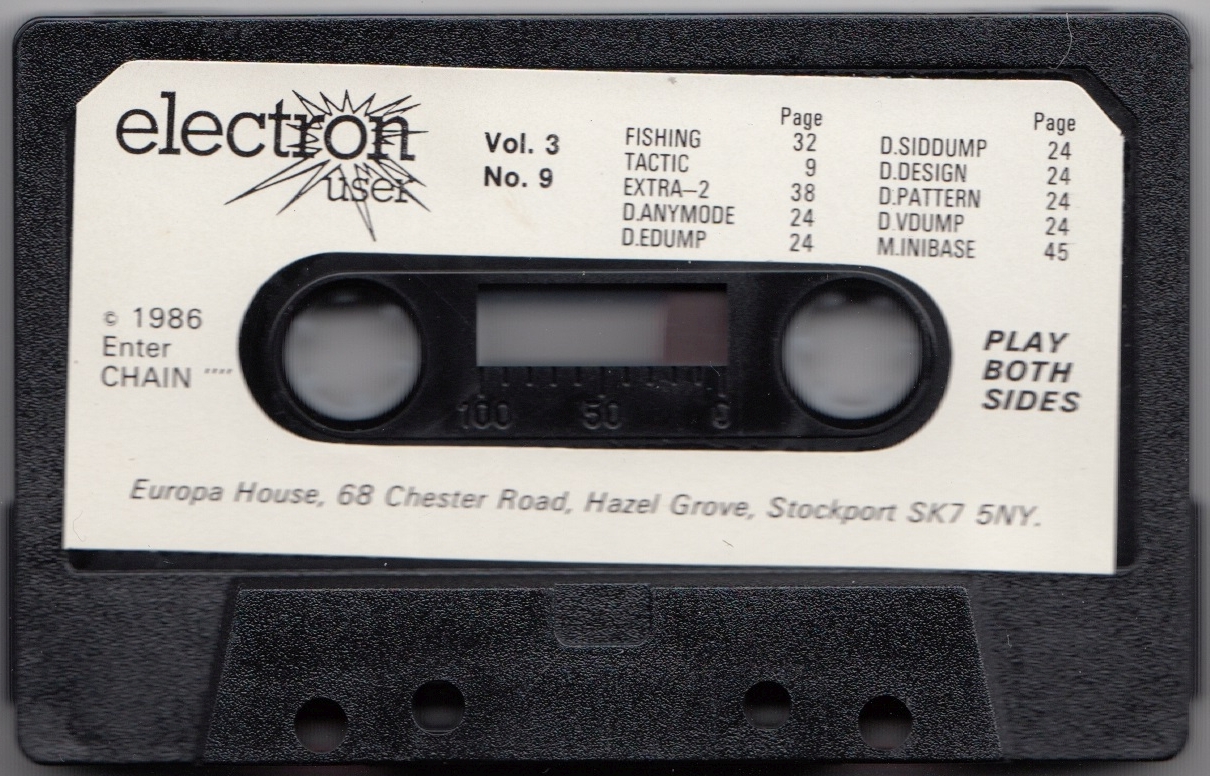 electron
user
Vol. 3
No. 9
Page
FISHING 32
TACTIC 9
EXTRA–2 38
D.ANYMODE 24
D.EDUMP 24
Page
D.SIDDUMP 24
D.DESIGN 24
D.PATTERN 24
D.VDUMP 24
M.INIBASE 45
© 1986
Enter
CHAIN """"
100 50 0
PLAY
BOTH
SIDES
Europa House, 68 Chester Road, Hazel Grove, Stockport SK7 5NY.